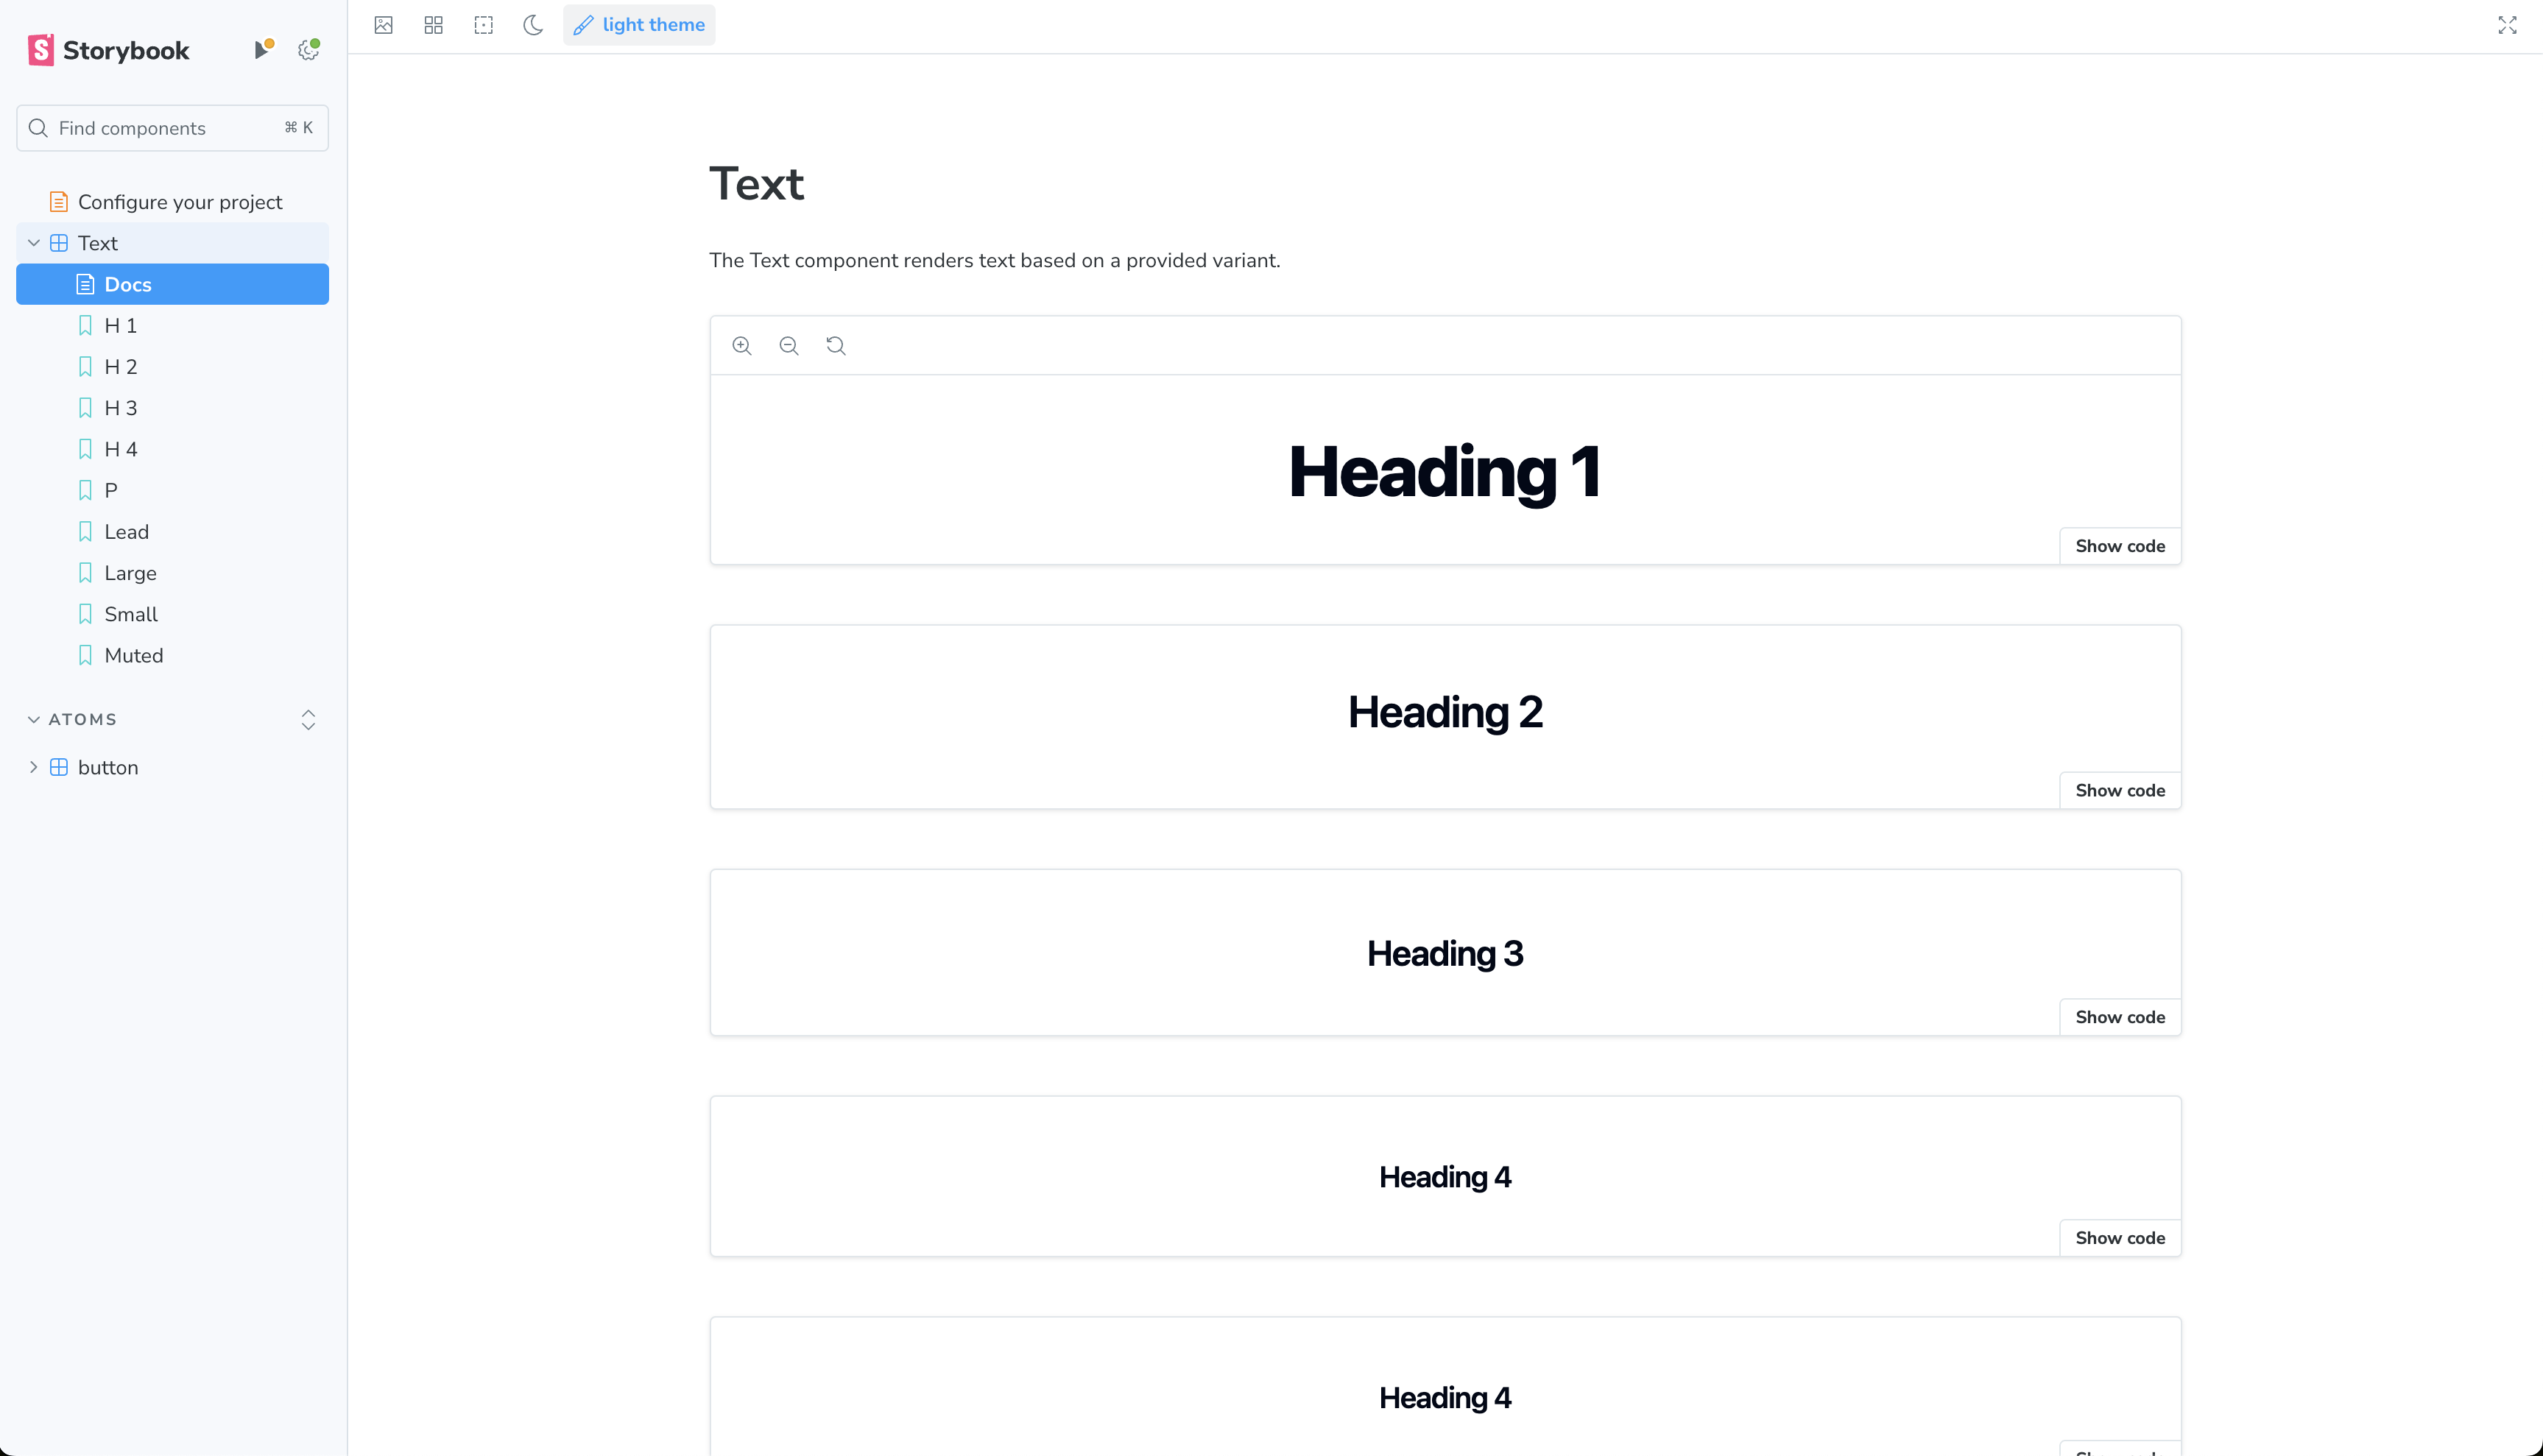 Storybook
Find components
⌘ K
Configure your project
Text
Docs
H 1
H 2
H 3
H 4
P
Lead
Large
Small
Muted
ATOMS
button
light theme
Text
The Text component renders text based on a provided variant.
Heading 1
Show code
Heading 2
Show code
Heading 3
Show code
Heading 4
Show code
Heading 4